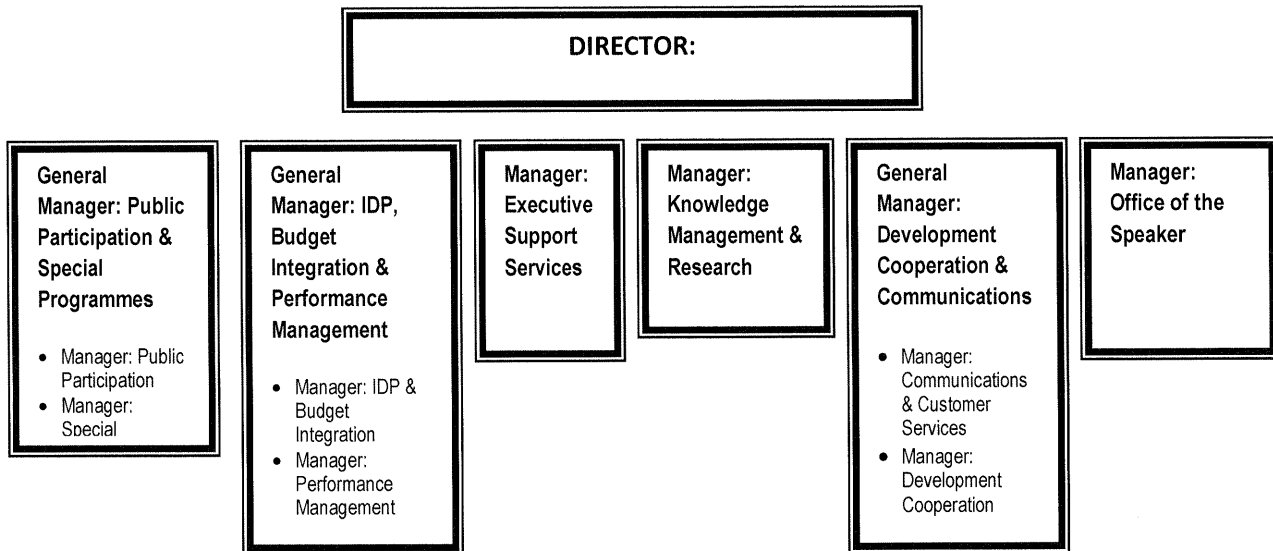 DIRECTOR:
General
Manager: Public
Participation &
Special
Programmes
• Manager: Public
Participation
• Manager:
Special
General
Manager: IDP,
Budget
Integration &
Performance
Management
• Manager: IDP &
Budget
Integration
• Manager:
Performance
Management
Manager:
Executive
Support
Services
Manager:
Knowledge
Management &
Research
General
Manager:
Development
Cooperation &
Communications
• Manager:
Communications
& Customer
Services
• Manager:
Development
Cooperation
Manager:
Office of the
Speaker